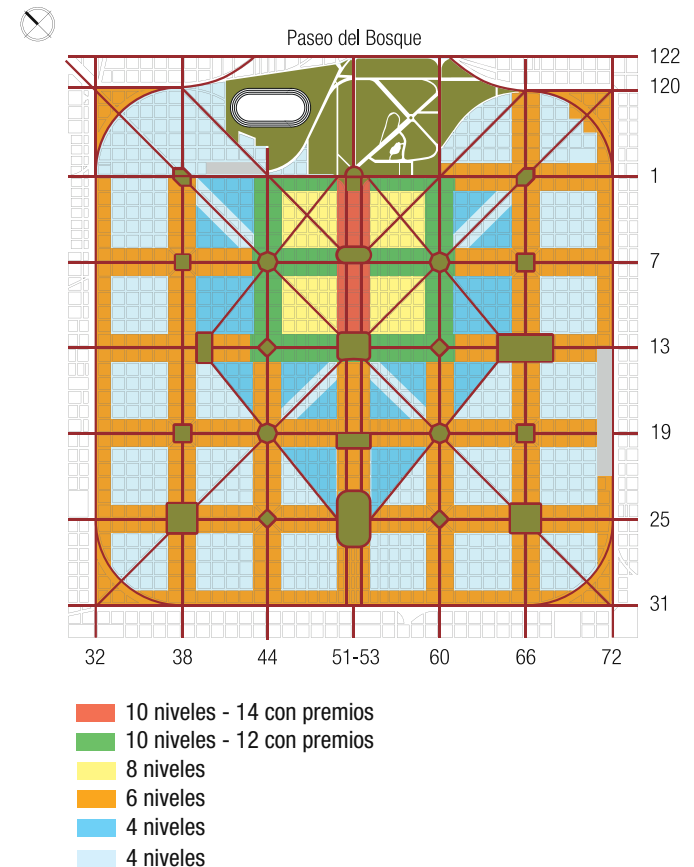 Paseo del Bosque
122
120
1
7
13
19
25
31
32 38 44 51-53 60 66 72
10 niveles - 14 con premios
10 niveles - 12 con premios
8 niveles
6 niveles
4 niveles
4 niveles